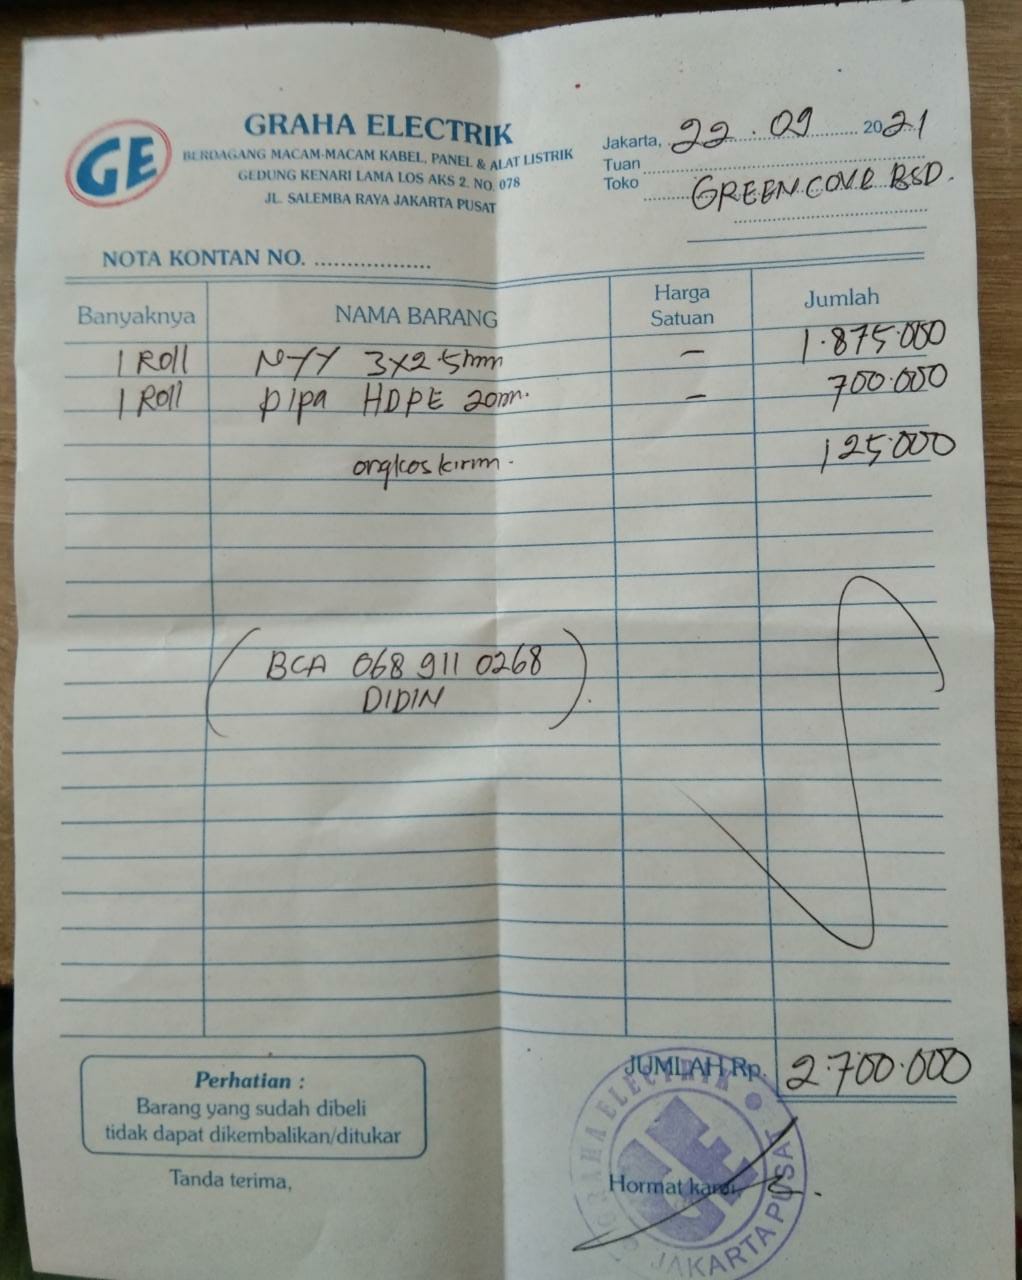 GE
GRAHA ELECTRIK
BERDAGANG MACAM-MACAM KABEL, PANEL & ALAT LISTRIK
GEDUNG KENARI LAMA LOS AKS 2. NO. 078
JL. SALEMBA RAYA JAKARTA PUSAT
Jakarta, 22.09 2021
Tuan
Toko GREENCOVE BSD.
NOTA KONTAN NO. ..................
Banyaknya NAMA BARANG Harga Satuan Jumlah
1 Roll NYY 3x2.5mm – 1.875.000
1 Roll pipa HDPE 20m. – 700.000
ongkos kirim. 125.000
(BCA 068 911 0268
DIDIN).
JUMLAH Rp. 2.700.000
Perhatian :
Barang yang sudah dibeli
tidak dapat dikembalikan/ditukar
Tanda terima,
Hormat kami,
GRAHA ELECTRIK
GE
JAKARTA PUSAT